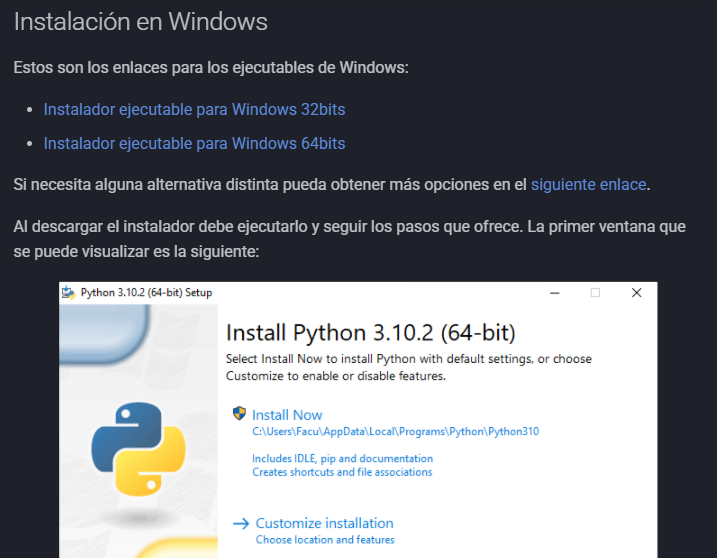 Instalación en Windows
Estos son los enlaces para los ejecutables de Windows:
• Instalador ejecutable para Windows 32bits
• Instalador ejecutable para Windows 64bits
Si necesita alguna alternativa distinta pueda obtener más opciones en el siguiente enlace.
Al descargar el instalador debe ejecutarlo y seguir los pasos que ofrece. La primer ventana que
se puede visualizar es la siguiente:
Python 3.10.2 (64-bit) Setup
Install Python 3.10.2 (64-bit)
Select Install Now to install Python with default settings, or choose
Customize to enable or disable features.
Install Now
C:\Users\Facu\AppData\Local\Programs\Python\Python310
Includes IDLE, pip and documentation
Creates shortcuts and file associations
Customize installation
Choose location and features